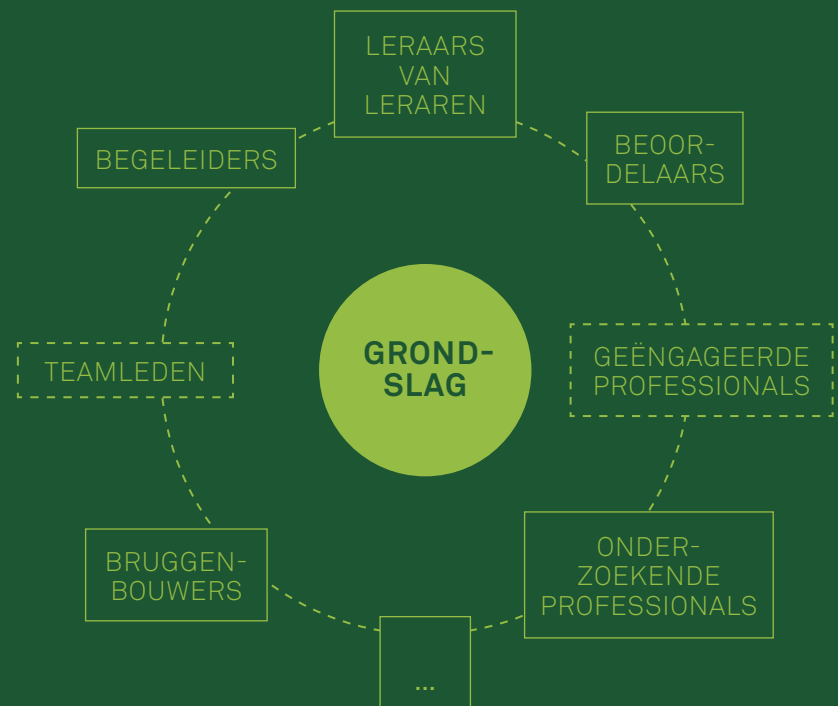 LERAARS
VAN
LERAREN
BEGELEIDERS
BEOOR-
DELAARS
GROND-
SLAG
TEAMLEDEN
GEËNGAGEERDE
PROFESSIONALS
BRUGGEN-
BOUWERS
ONDER-
ZOEKENDE
PROFESSIONALS
...